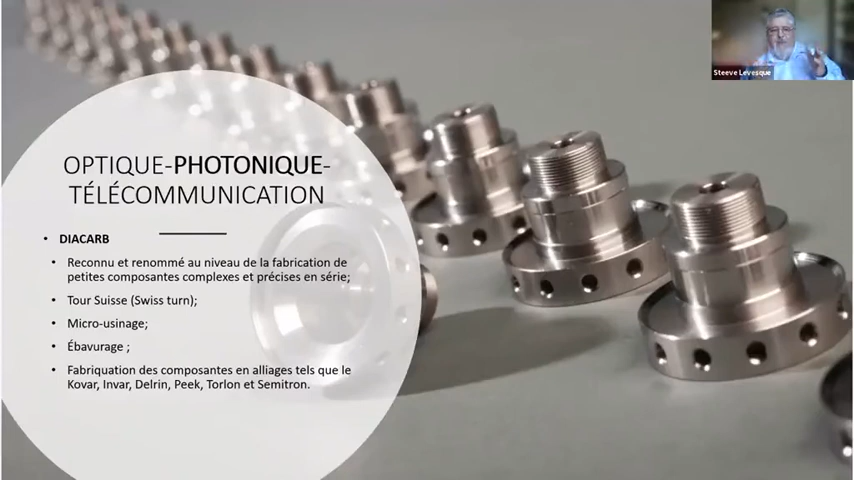 Steeve Levesque
OPTIQUE-PHOTONIQUE-
TÉLÉCOMMUNICATION
• DIACARB
• Reconnu et renommé au niveau de la fabrication de
petites composantes complexes et précises en série;
• Tour Suisse (Swiss turn);
• Micro-usinage;
• Ébavurage ;
• Fabriquation des composantes en alliages tels que le
Kovar, Invar, Delrin, Peek, Torlon et Semitron.